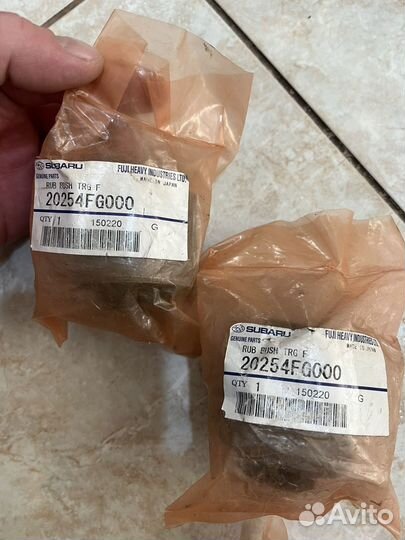 SUBARU FUJI HEAVY INDUSTRIES LTD.
GENUINE PARTS MADE IN JAPAN
RUB BUSH TRG F
20254FG000
QTY 1 150220 G
SUBARU FUJI HEAVY INDUSTRIES LTD.
GENUINE PARTS MADE IN JAPAN
RUB BUSH TRG F
20254FG000
QTY 1 150220 G
Avito